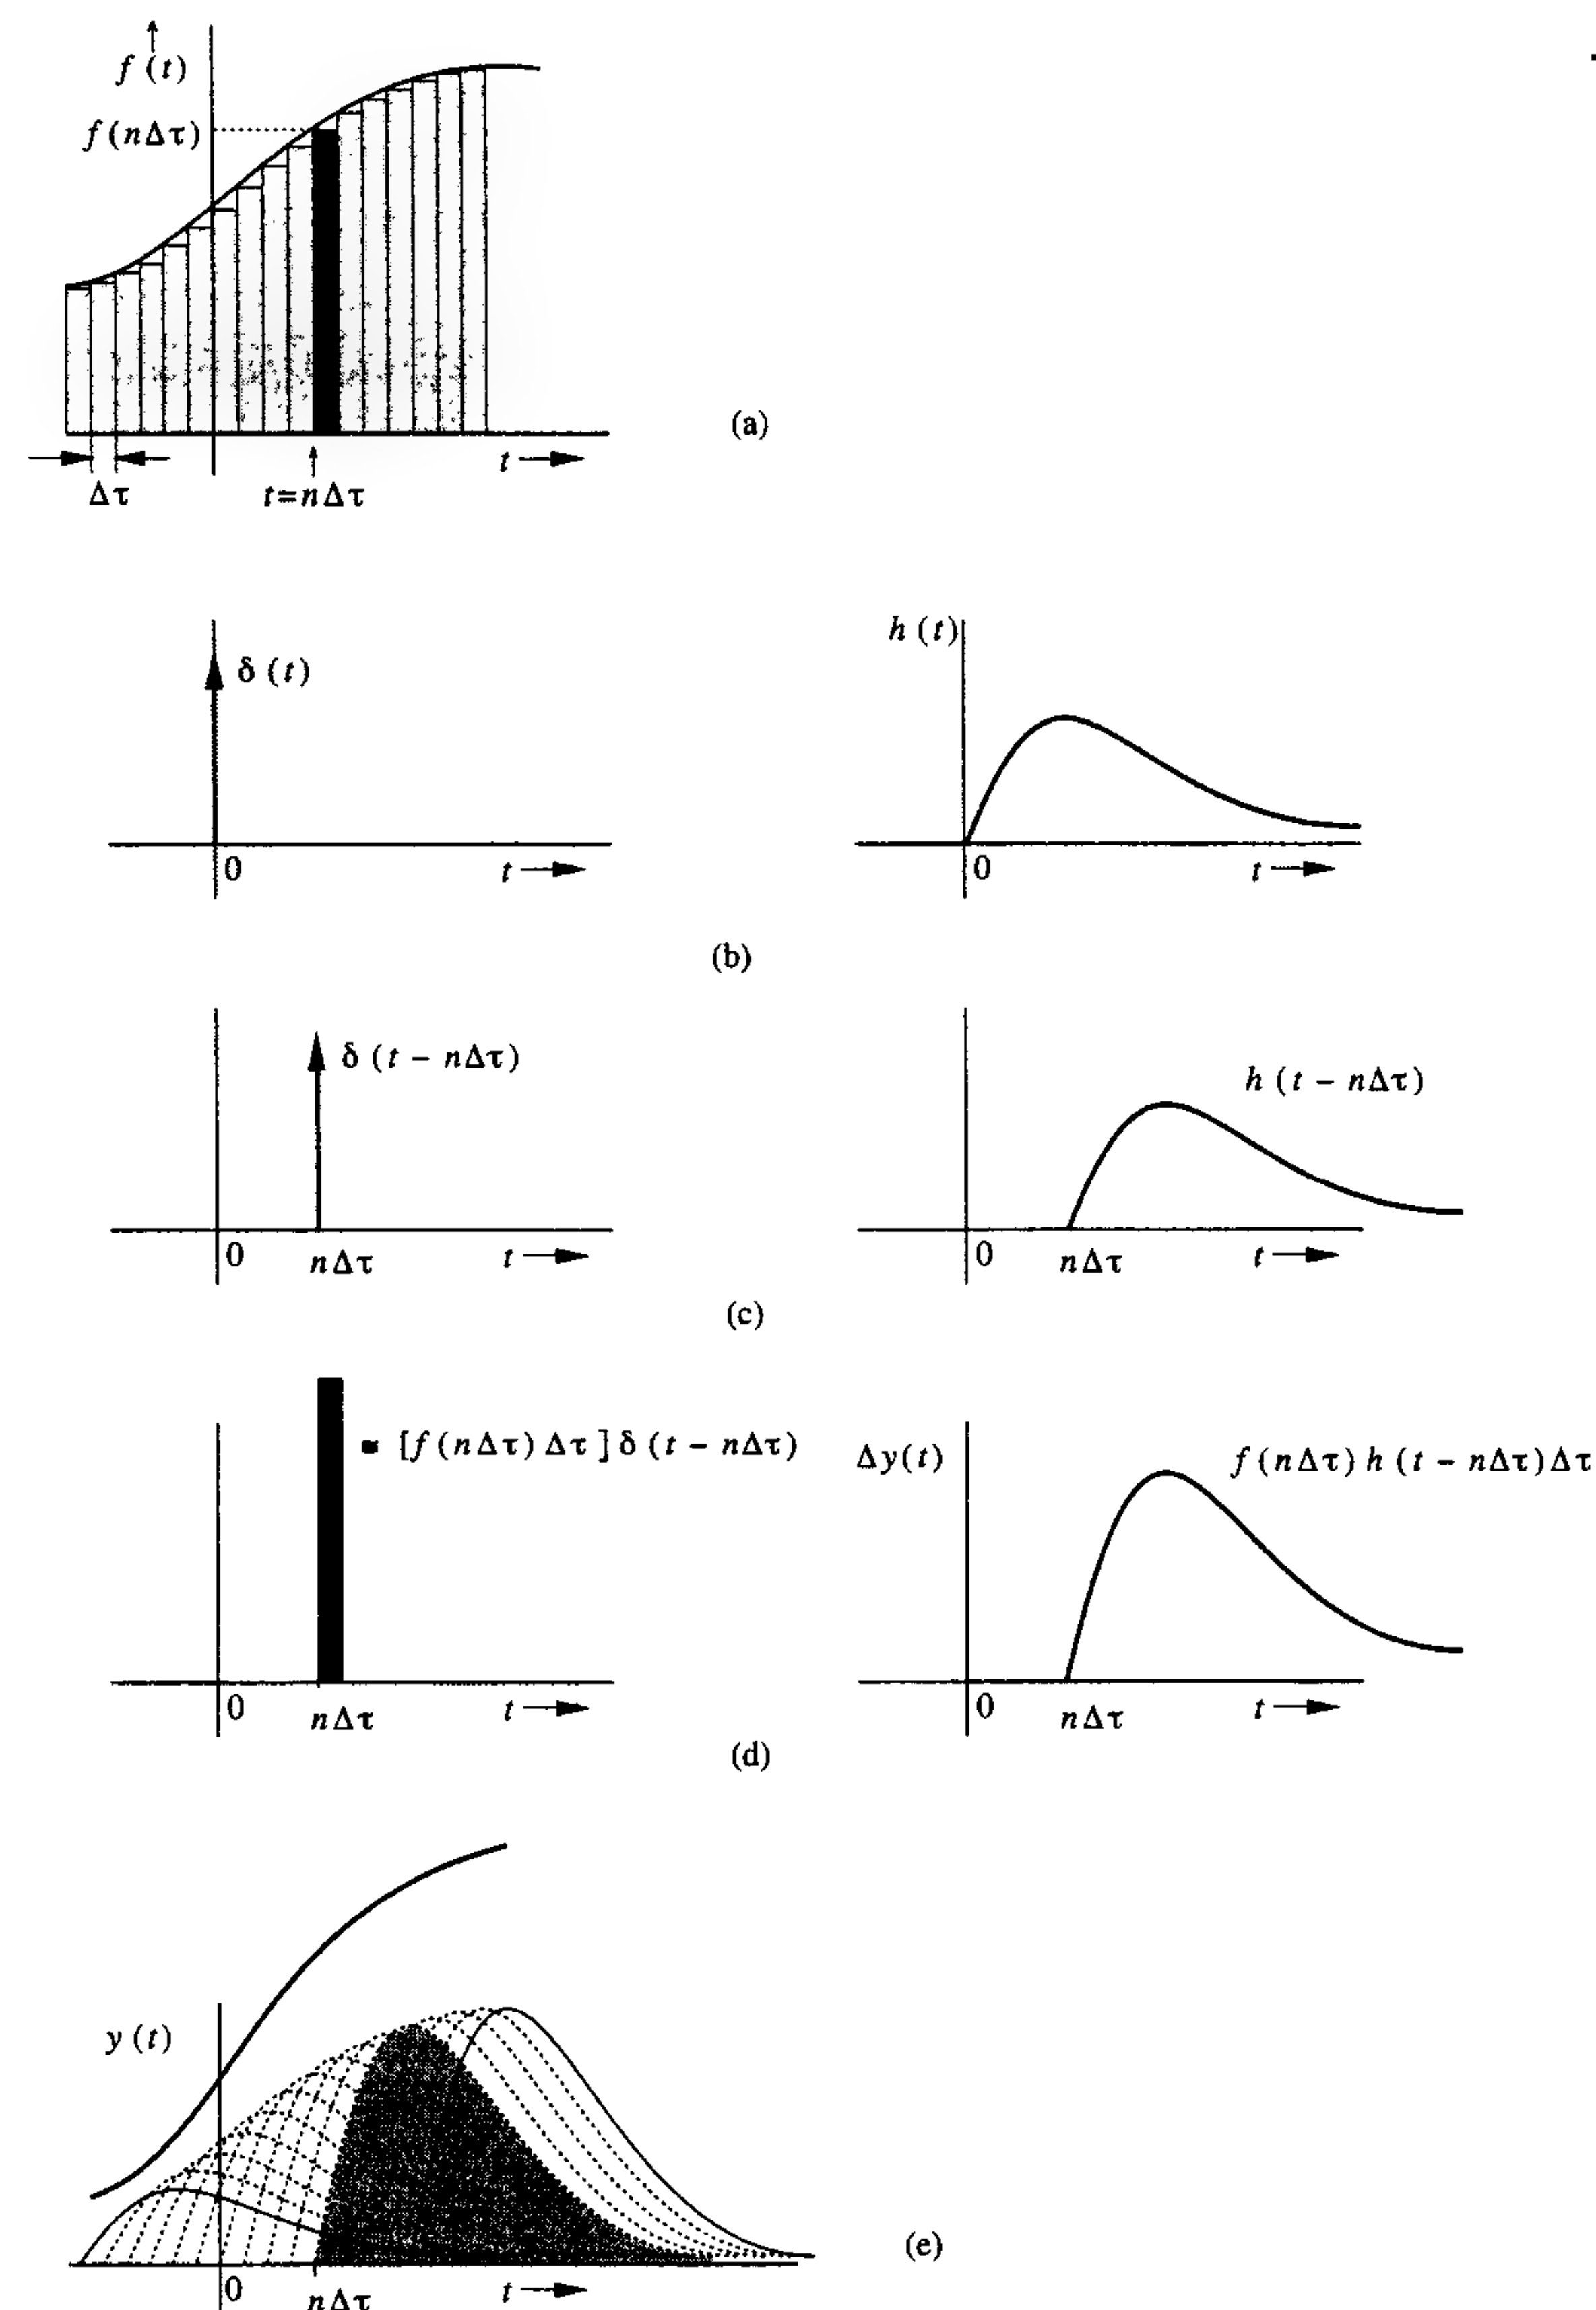 f (t)
f (nΔτ)
(a)
t
Δτ
t=nΔτ
δ (t)
h (t)
0
t
0
t
(b)
δ (t − nΔτ)
h (t − nΔτ)
0
nΔτ
t
0
nΔτ
t
(c)
= [f (nΔτ) Δτ ] δ (t − nΔτ)
Δy(t)
f (nΔτ) h (t − nΔτ) Δτ
0
nΔτ
t
0
nΔτ
t
(d)
y (t)
(e)
0
nΔτ
t